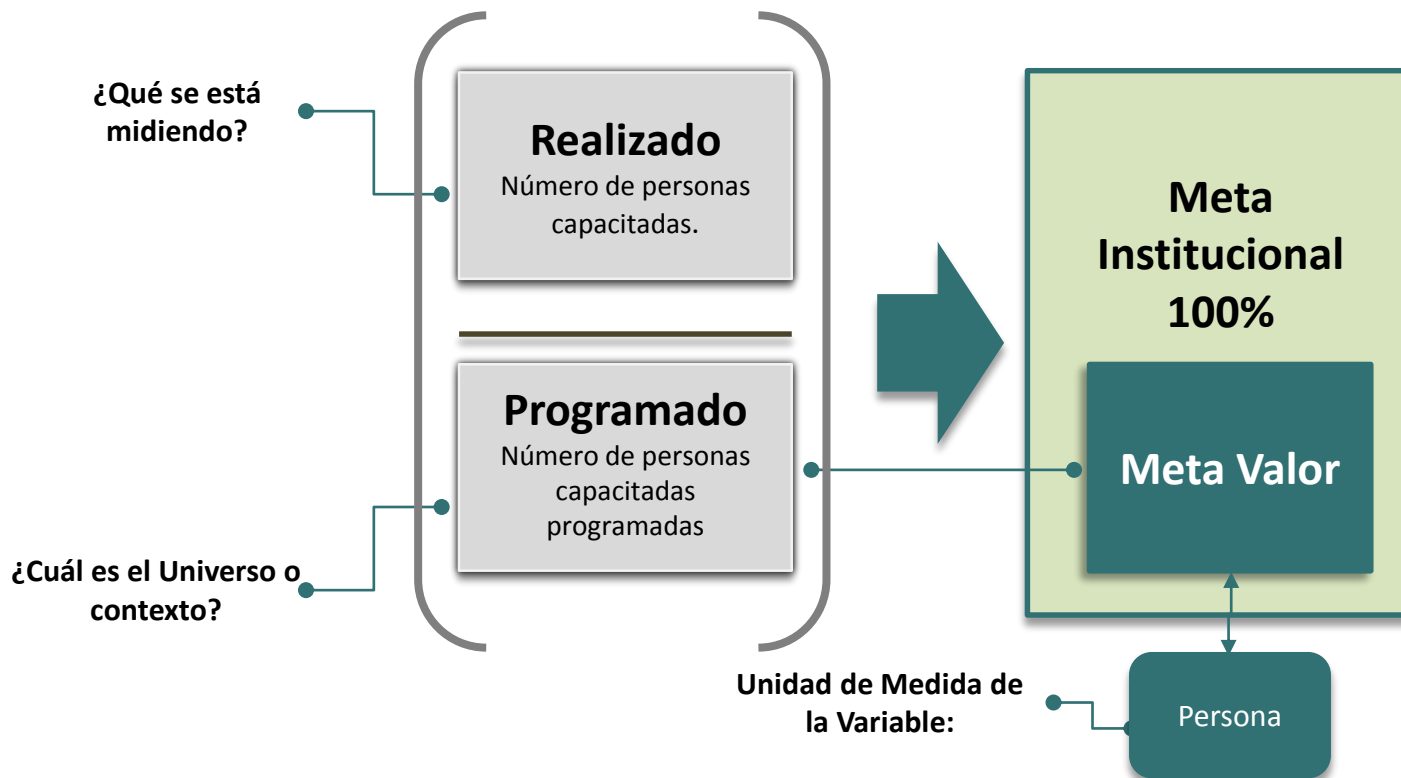 ¿Qué se está
midiendo?
Realizado
Número de personas
capacitadas.
Programado
Número de personas
capacitadas
programadas
¿Cuál es el Universo o
contexto?
Meta
Institucional
100%
Meta Valor
Unidad de Medida de
la Variable:
Persona